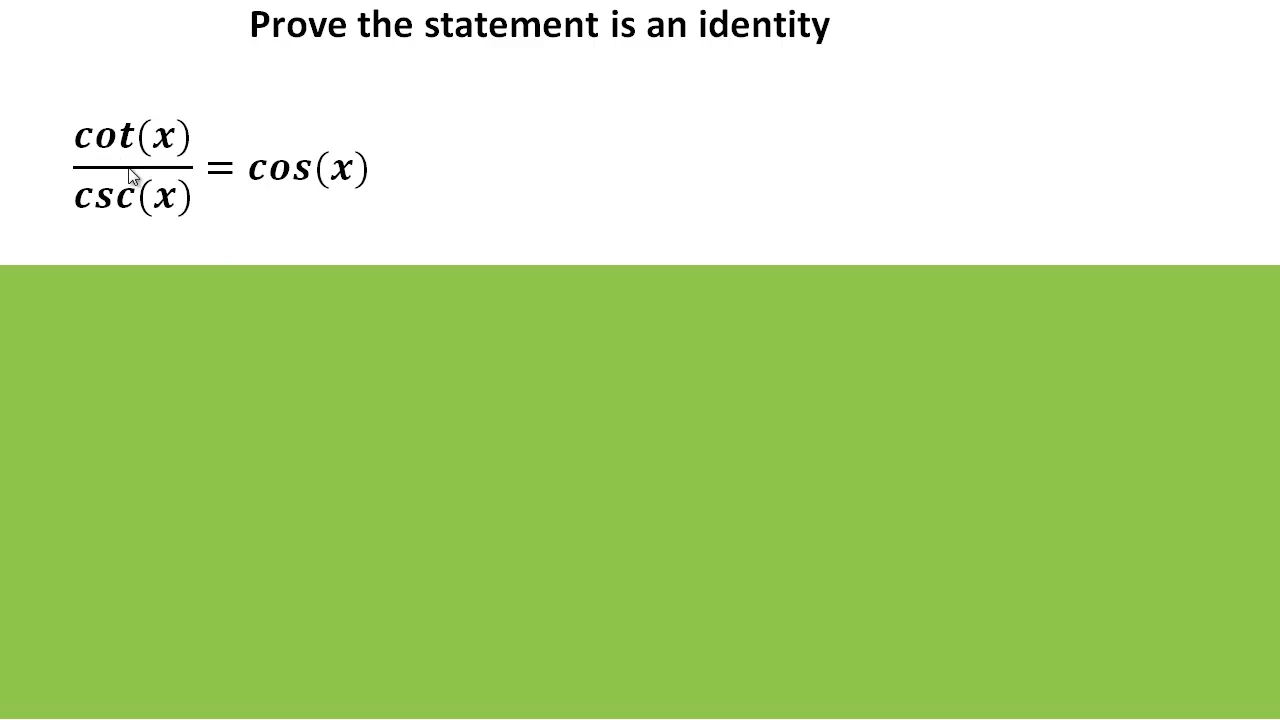 Prove the statement is an identity
cot(x)
csc(x) = cos(x)